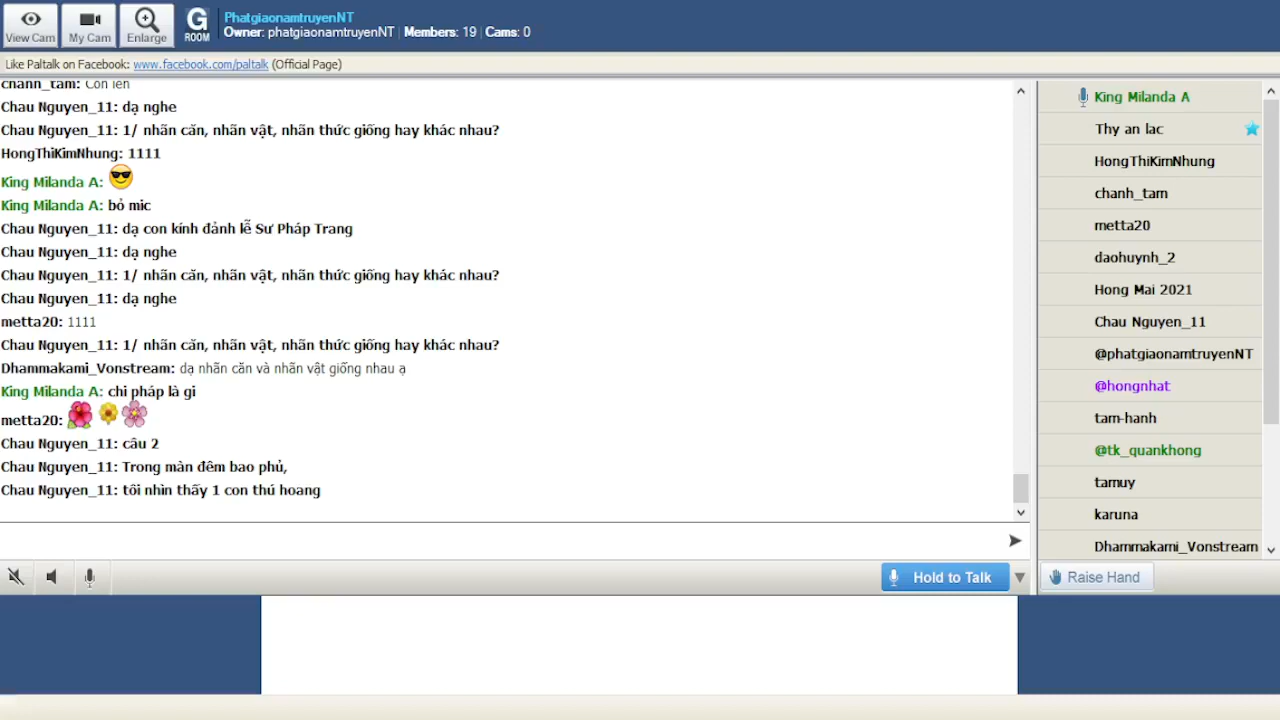 View Cam
My Cam
Enlarge
G
ROOM
PhatgiaonamtruyenNT
Owner: phatgiaonamtruyenNT | Members: 19 | Cams: 0
Like Paltalk on Facebook: www.facebook.com/paltalk (Official Page)
chanh_tam: Con lên
Chau Nguyen_11: dạ nghe
Chau Nguyen_11: 1/ nhãn căn, nhãn vật, nhãn thức giống hay khác nhau?
HongThiKimNhung: 1111
King Milanda A:
King Milanda A: bỏ mic
Chau Nguyen_11: dạ con kính đảnh lễ Sư Pháp Trang
Chau Nguyen_11: dạ nghe
Chau Nguyen_11: 1/ nhãn căn, nhãn vật, nhãn thức giống hay khác nhau?
Chau Nguyen_11: dạ nghe
metta20: 1111
Chau Nguyen_11: 1/ nhãn căn, nhãn vật, nhãn thức giống hay khác nhau?
Dhammakami_Vonstream: dạ nhãn căn và nhãn vật giống nhau ạ
King Milanda A: chi pháp là gi
metta20:
Chau Nguyen_11: câu 2
Chau Nguyen_11: Trong màn đêm bao phủ,
Chau Nguyen_11: tôi nhìn thấy 1 con thú hoang
Hold to Talk
King Milanda A
Thy an lac
HongThiKimNhung
chanh_tam
metta20
daohuynh_2
Hong Mai 2021
Chau Nguyen_11
@phatgiaonamtruyenNT
@hongnhat
tam-hanh
@tk_quankhong
tamuy
karuna
Dhammakami_Vonstream
Raise Hand